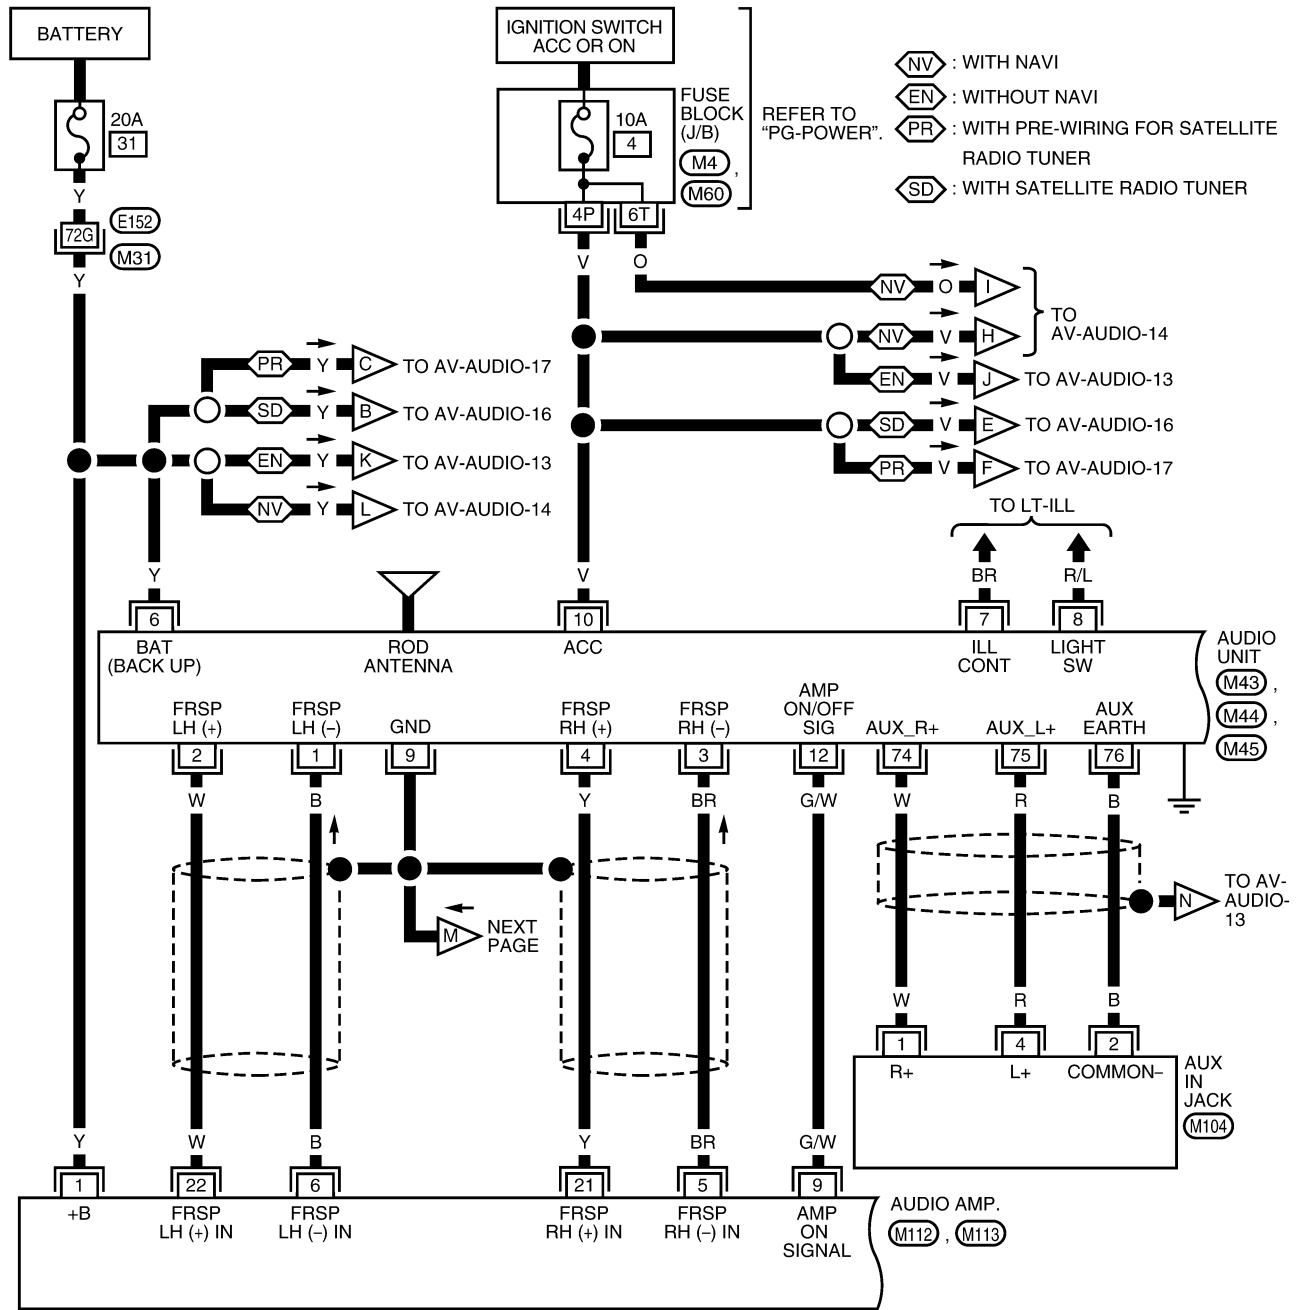 BATTERY
20A
31
Y
72G
E152
M31
Y
IGNITION SWITCH
ACC OR ON
10A
4
4P
6T
FUSE
BLOCK
(J/B)
M4 ,
M60
REFER TO
“PG-POWER”.
NV : WITH NAVI
EN : WITHOUT NAVI
PR : WITH PRE-WIRING FOR SATELLITE
RADIO TUNER
SD : WITH SATELLITE RADIO TUNER
V
O
NV O I
NV V H
TO
AV-AUDIO-14
EN V J TO AV-AUDIO-13
SD V E TO AV-AUDIO-16
PR V F TO AV-AUDIO-17
PR Y C TO AV-AUDIO-17
SD Y B TO AV-AUDIO-16
EN Y K TO AV-AUDIO-13
NV Y L TO AV-AUDIO-14
TO LT-ILL
Y
V
BR
R/L
6
10
7
8
BAT
(BACK UP)
ROD
ANTENNA
ACC
ILL
CONT
LIGHT
SW
AUDIO
UNIT
M43 ,
M44 ,
M45
FRSP
LH (+)
FRSP
LH (–)
GND
FRSP
RH (+)
FRSP
RH (–)
AMP
ON/OFF
SIG
AUX_R+
AUX_L+
AUX
EARTH
2
1
9
4
3
12
74
75
76
W
B
Y
BR
G/W
W
R
B
M
NEXT
PAGE
N
TO AV-
AUDIO-
13
W
R
B
1
4
2
R+
L+
COMMON–
AUX
IN
JACK
M104
Y
W
B
Y
BR
G/W
1
22
6
21
5
9
+B
FRSP
LH (+) IN
FRSP
LH (–) IN
FRSP
RH (+) IN
FRSP
RH (–) IN
AMP
ON
SIGNAL
AUDIO AMP.
M112 , M113